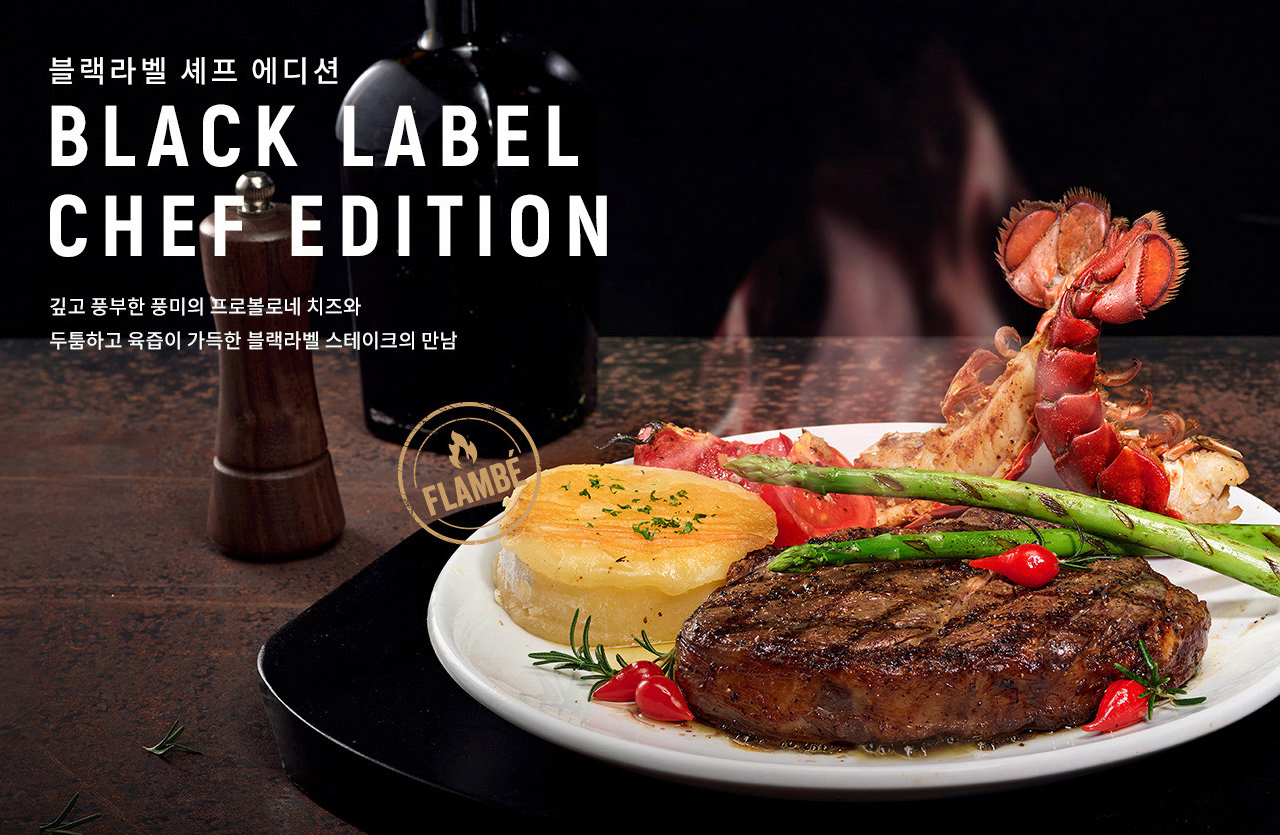 블랙라벨 셰프 에디션
BLACK LABEL
CHEF EDITION
깊고 풍부한 풍미의 프로볼로네 치즈와
두툼하고 육즙이 가득한 블랙라벨 스테이크의 만남
FLAMBÉ